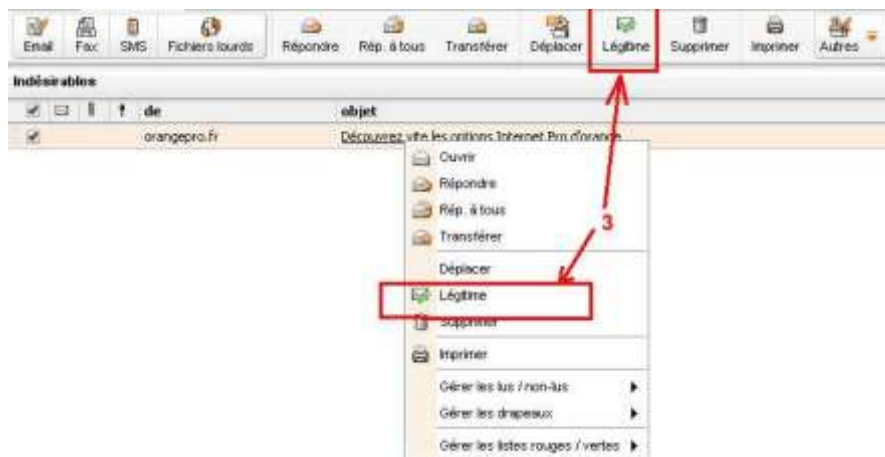 Email Fax SMS Fichiers lourds Répondre Rép. à tous Transférer Déplacer Légitime Supprimer Imprimer Autres
Indésirables
de objet
orangepro.fr Découvrez vite les options Internet Pro d'orange
Ouvrir
Répondre
Rép. à tous
Transférer
3
Déplacer
Légitime
Supprimer
Imprimer
Gérer les lus / non-lus
Gérer les drapeaux
Gérer les listes rouges / vertes